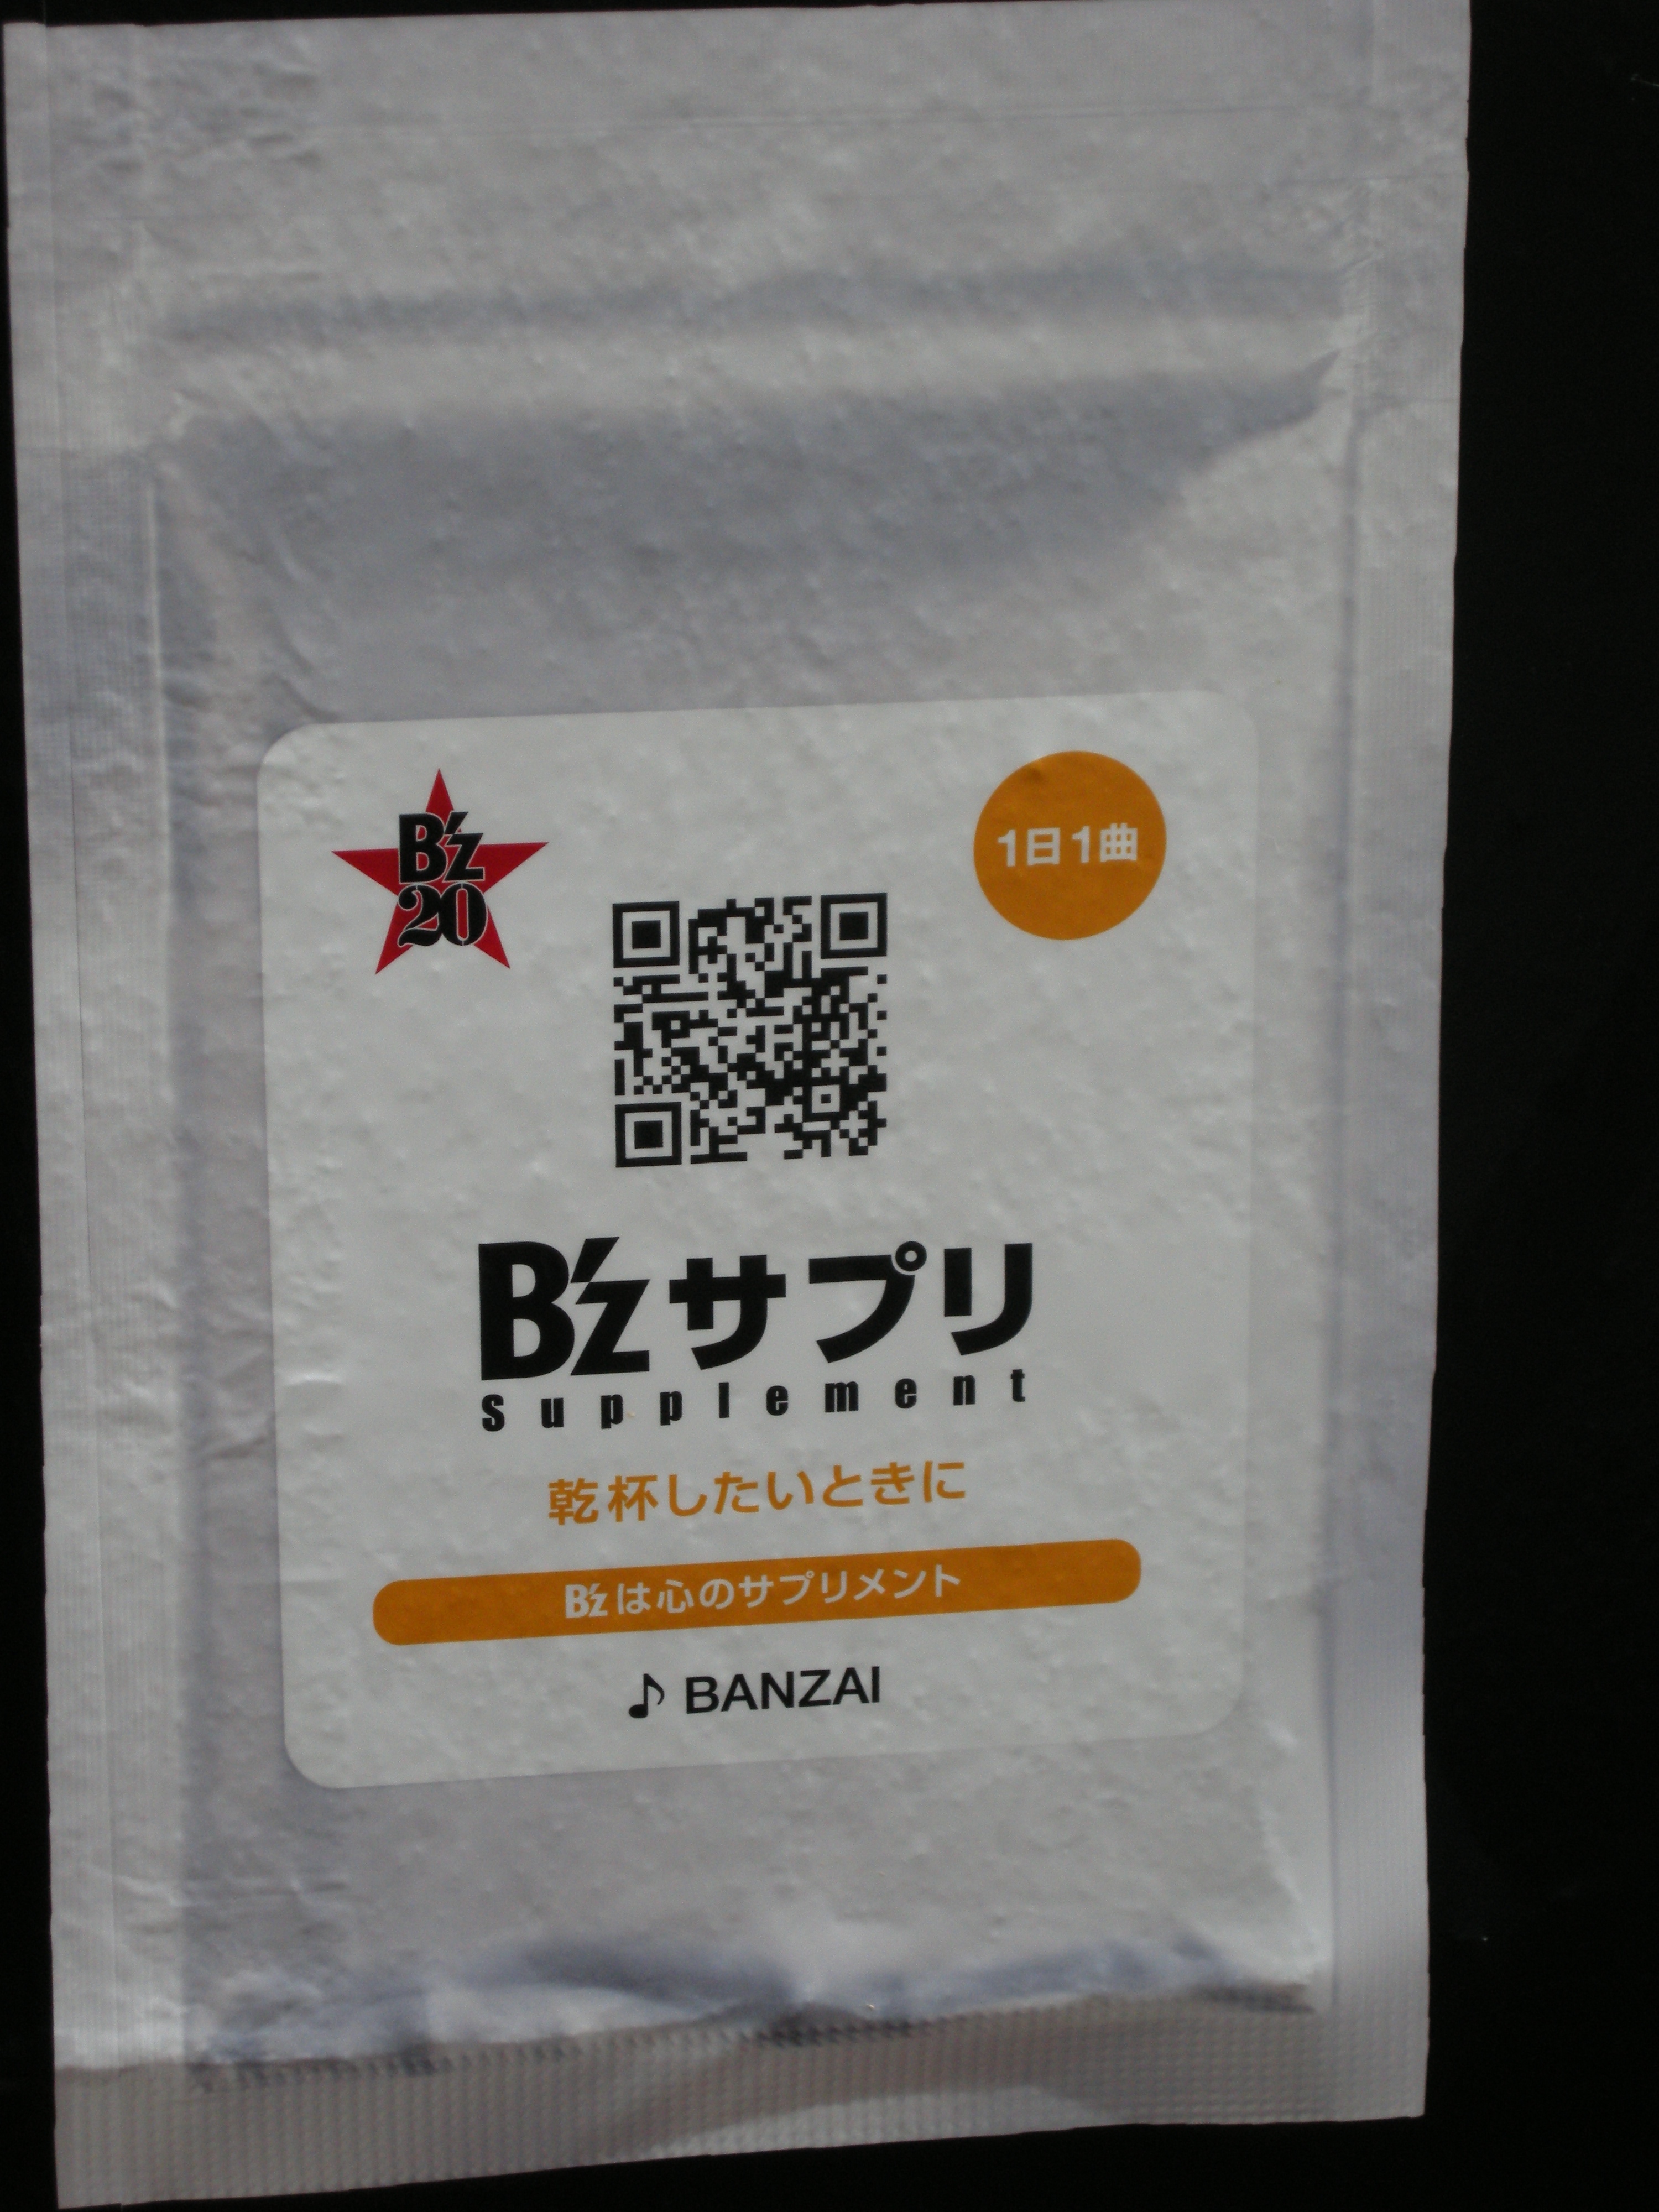 B'z
20
1日1曲
B'zサプリ
Supplement
乾杯したいときに
B'zは心のサプリメント
♪ BANZAI